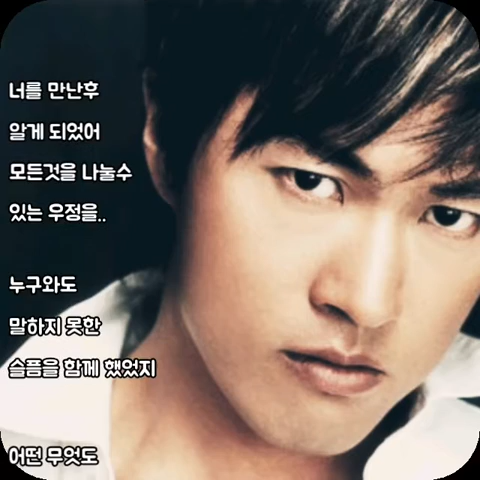 너를 만난후
알게 되었어
모든것을 나눌수
있는 우정을..
누구와도
말하지 못한
슬픔을 함께 했었지
어떤 무엇도